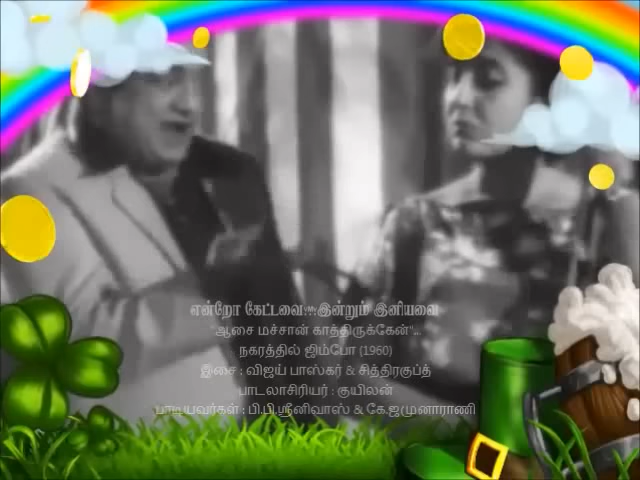 என்றோ கேட்டவை...இன்றும் இனியவை
"ஆசை மச்சான் காத்திருக்கேன்"...
நகரத்தில் ஜிம்போ (1960)
இசை : விஜய் பாஸ்கர் & சித்திரகுப்த்
பாடலாசிரியர் : குயிலன்
பாடியவர்கள் : பி.பி.ஸ்ரீனிவாஸ் & கே.ஜமுனாராணி